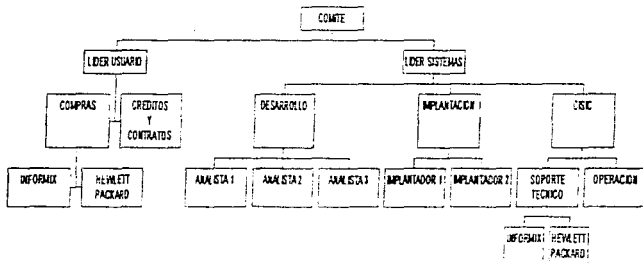 COMITE
LIDER USUARIO
LIDER SISTEMAS
COMPRAS
CREDITOS
Y
CONTRATOS
DESARROLLO
IMPLANTACION
CISIC
INFORMIX
HEWLETT
PACKARD
ANALISTA 1
ANALISTA 2
ANALISTA 3
IMPLANTADOR 1
IMPLANTADOR 2
SOPORTE
TECNICO
OPERACION
INFORMIX
HEWLETT
PACKARD